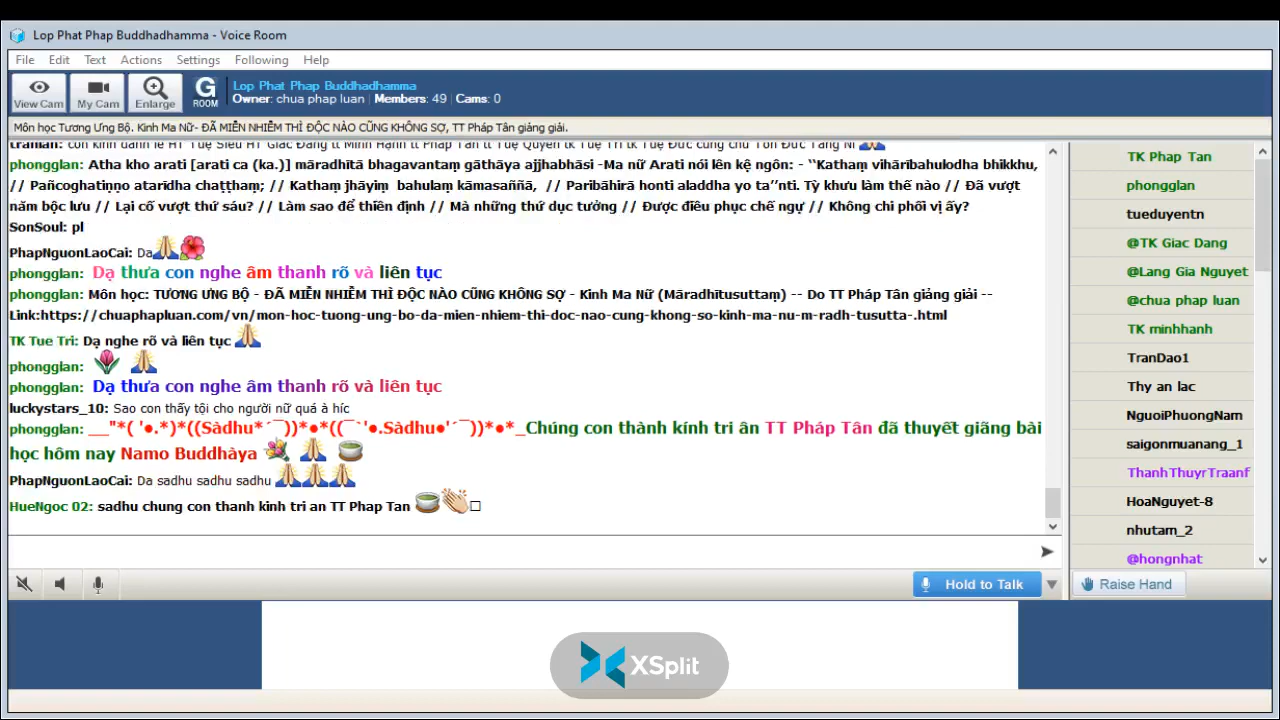 Lop Phat Phap Buddhadhamma - Voice Room
File Edit Text Actions Settings Following Help
View Cam My Cam Enlarge G ROOM
Lop Phat Phap Buddhadhamma
Owner: chua phap luan | Members: 49 | Cams: 0
Môn học Tương Ưng Bộ. Kinh Ma Nữ- ĐÃ MIỄN NHIỄM THÌ ĐỘC NÀO CŨNG KHÔNG SỢ, TT Pháp Tân giảng giải.
phongglan: Atha kho arati [arati ca (ka.)] māradhītā bhagavantaṃ gāthāya ajjhabhāsi -Ma nữ Arati nói lên kệ ngôn: - ‘‘Kathaṃ vihāribahulodha bhikkhu,
// Pañcoghatiṇṇo atarīdha chaṭṭhaṃ; // Kathaṃ jhāyiṃ bahulaṃ kāmasaññā, // Paribāhirā honti aladdha yo ta’’nti. Tỳ khưu làm thế nào // Đã vượt
năm bộc lưu // Lại cố vượt thứ sáu? // Làm sao để thiền định // Mà những thứ dục tưởng // Được điều phục chế ngự // Không chi phối vị ấy?
SonSoul: pl
PhapNguonLaoCai: Da🙏🌺
phongglan: Dạ thưa con nghe âm thanh rõ và liên tục
phongglan: Môn học: TƯƠNG ƯNG BỘ - ĐÃ MIỄN NHIỄM THÌ ĐỘC NÀO CŨNG KHÔNG SỢ - Kinh Ma Nữ (Māradhītusuttaṃ) -- Do TT Pháp Tân giảng giải --
Link:https://chuaphapluan.com/vn/mon-hoc-tuong-ung-bo-da-mien-nhiem-thi-doc-nao-cung-khong-so-kinh-ma-nu-m-radh-tusutta-.html
TK Tue Tri: Dạ nghe rõ và liên tục 🙏
phongglan: 🌷 🙏
phongglan: Dạ thưa con nghe âm thanh rõ và liên tục
luckystars_10: Sao con thấy tội cho người nữ quá à híc
phongglan: __"*( '●.*)*((Sàdhu*´¯))*●*((¯`'●.Sàdhu●'´¯))*●*_Chúng con thành kính tri ân TT Pháp Tân đã thuyết giãng bài
học hôm nay Namo Buddhàya 💐 🙏 🍵
PhapNguonLaoCai: Da sadhu sadhu sadhu 🙏🙏🙏
HueNgoc 02: sadhu chung con thanh kinh tri an TT Phap Tan 🍵👏□
TK Phap Tan
phongglan
tueduyentn
@TK Giac Dang
@Lang Gia Nguyet
@chua phap luan
TK minhhanh
TranDao1
Thy an lac
NguoiPhuongNam
saigonmuanang_1
ThanhThuyrTraanf
HoaNguyet-8
nhutam_2
@hongnhat
Hold to Talk
Raise Hand
XSplit